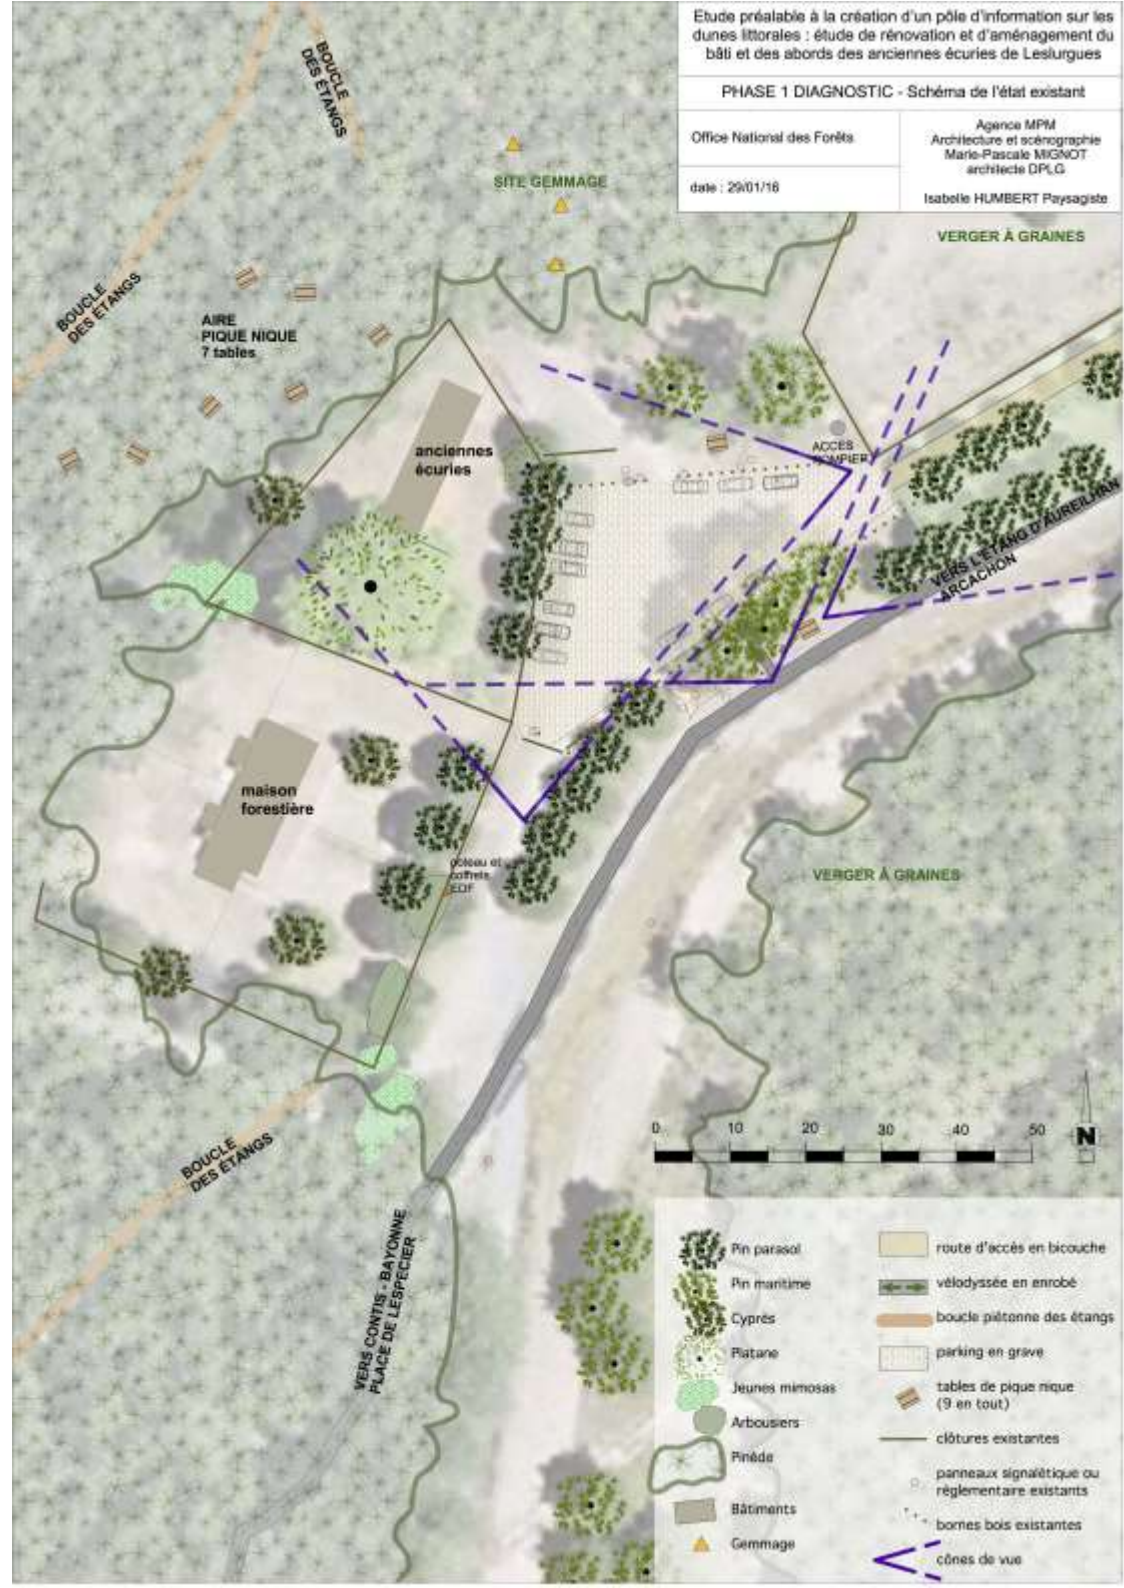 Etude préalable à la création d'un pôle d'information sur les
dunes littorales : étude de rénovation et d'aménagement du
bâti et des abords des anciennes écuries de Leslurgues
PHASE 1 DIAGNOSTIC - Schéma de l'état existant
Office National des Forêts
date : 29/01/16
Agence MPM
Architecture et scénographie
Marie-Pascale MIGNOT
architecte DPLG
Isabelle HUMBERT Paysagiste
BOUCLE
DES ÉTANGS
SITE GEMMAGE
VERGER À GRAINES
BOUCLE
DES ÉTANGS
AIRE
PIQUE NIQUE
7 tables
anciennes
écuries
ACCES
POMPIER
VERS L'ÉTANG D'AUREILHAN
ARCACHON
maison
forestière
poteau et
coffrets
EDF
VERGER À GRAINES
BOUCLE
DES ÉTANGS
VERS CONTIS - BAYONNE
PLACE DE LESPECIER
0 10 20 30 40 50
N
Pin parasol
Pin maritime
Cyprés
Platane
Jeunes mimosas
Arbousiers
Pinède
Bâtiments
Gemmage
route d'accès en bicouche
vélodyssée en enrobé
boucle piétonne des étangs
parking en grave
tables de pique nique
(9 en tout)
clôtures existantes
panneaux signalétique ou
règlementaire existants
bornes bois existantes
cônes de vue